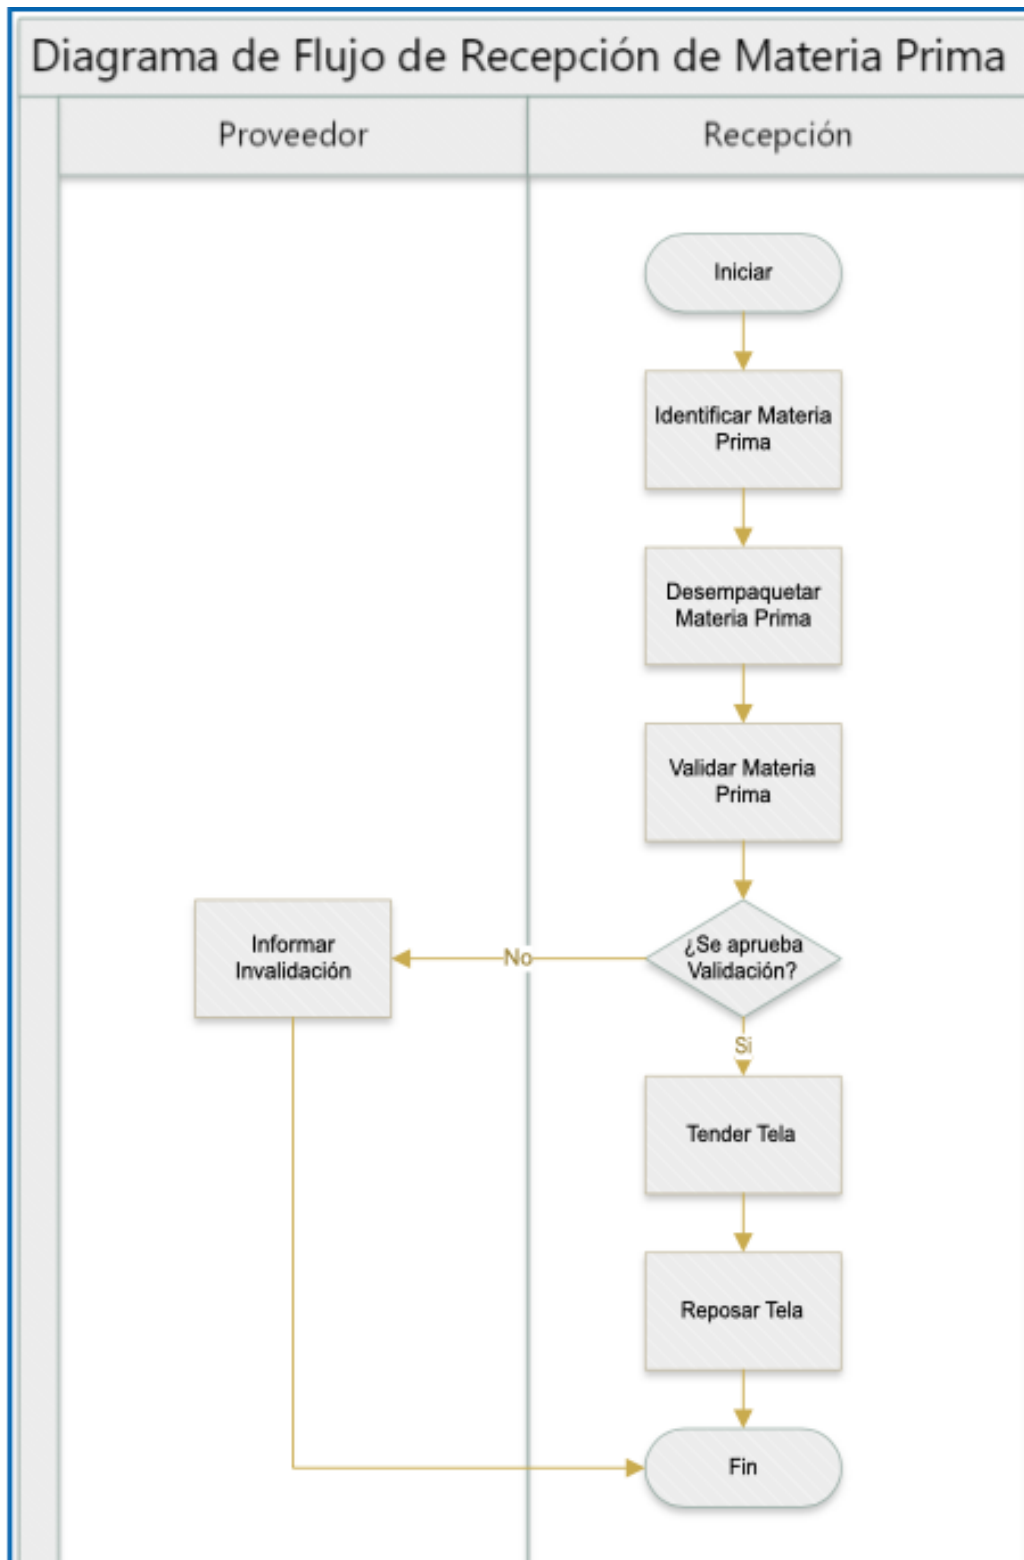 Diagrama de Flujo de Recepción de Materia Prima
Proveedor
Recepción
Iniciar
Identificar Materia
Prima
Desempaquetar
Materia Prima
Validar Materia
Prima
¿Se aprueba
Validación?
No
Informar
Invalidación
Si
Tender Tela
Reposar Tela
Fin